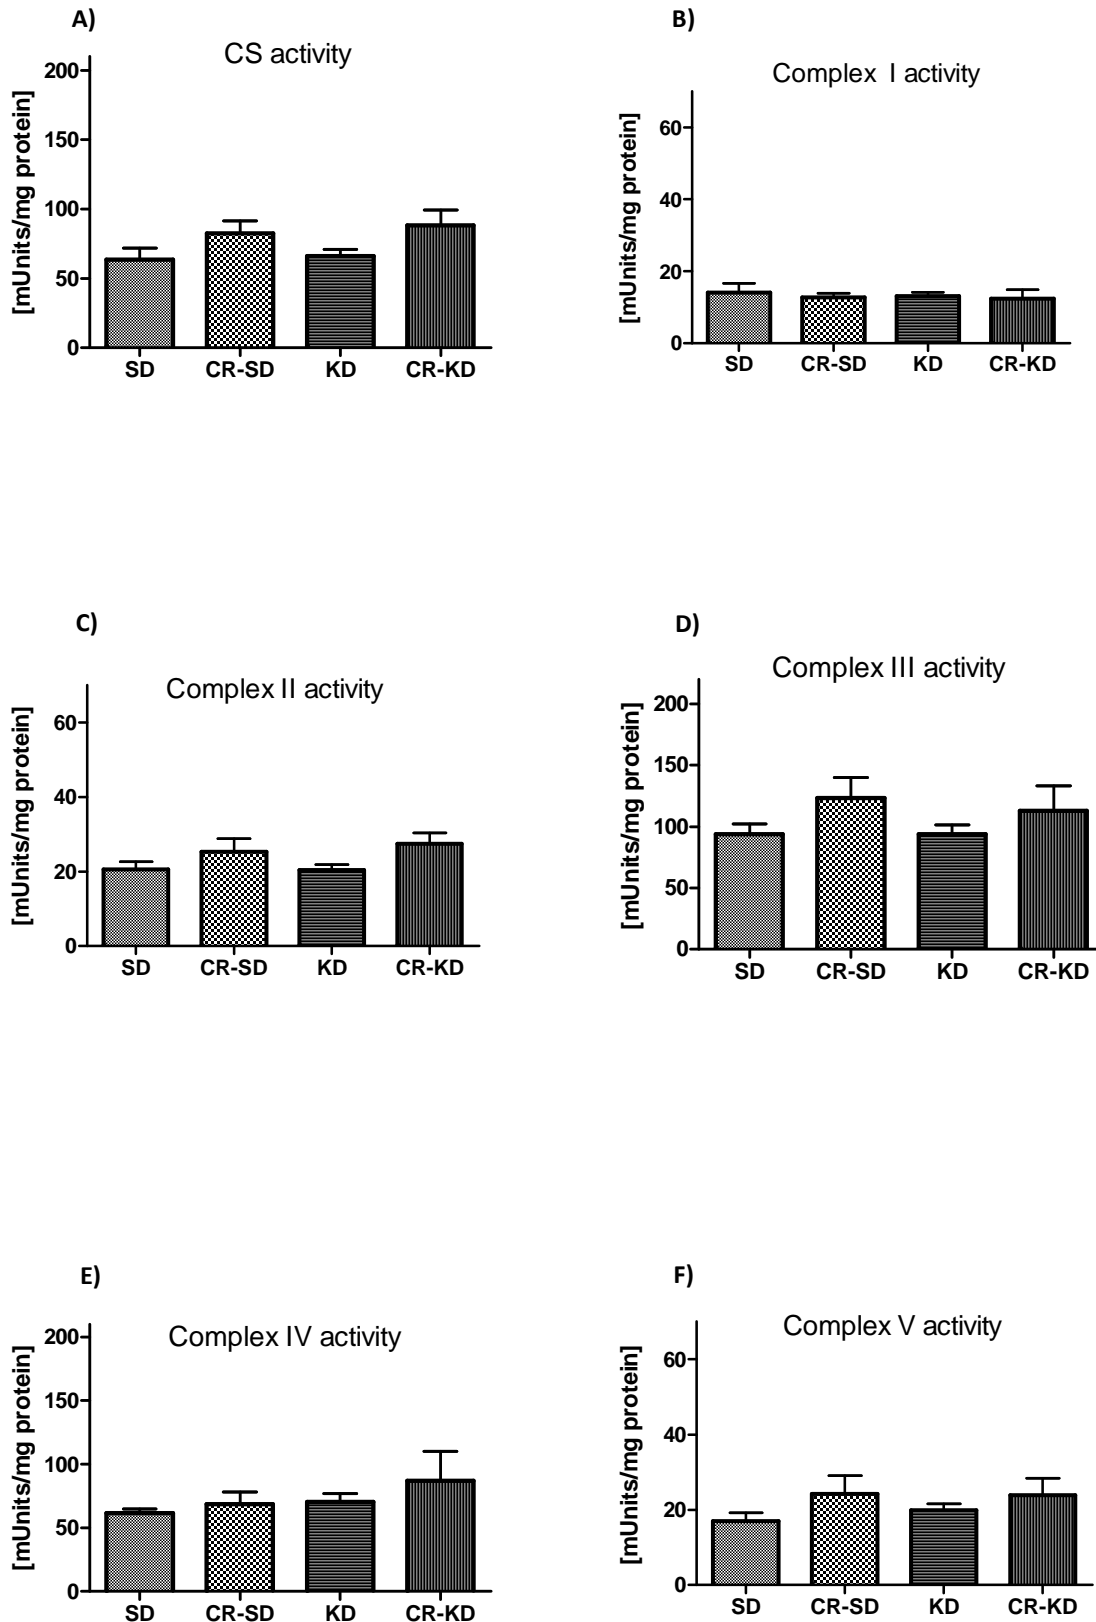 A)
CS activity
[mUnits/mg protein]
200
150
100
50
0
SD CR-SD KD CR-KD
B)
Complex I activity
[mUnits/mg protein]
60
40
20
0
SD CR-SD KD CR-KD
C)
Complex II activity
[mUnits/mg protein]
60
40
20
0
SD CR-SD KD CR-KD
D)
Complex III activity
[mUnits/mg protein]
200
150
100
50
0
SD CR-SD KD CR-KD
E)
Complex IV activity
[mUnits/mg protein]
200
150
100
50
0
SD CR-SD KD CR-KD
F)
Complex V activity
[mUnits/mg protein]
60
40
20
0
SD CR-SD KD CR-KD